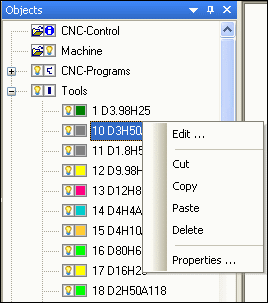 Objects
CNC-Control
Machine
CNC-Programs
Tools
1 D3.98H25
10 D3H50
Edit ...
11 D1.8H5
12 D9.98H
Cut
13 D12H8
Copy
14 D4H4A
Paste
15 D4H10
Delete
16 D80H6
17 D16H2
Properties ...
18 D2H50A118